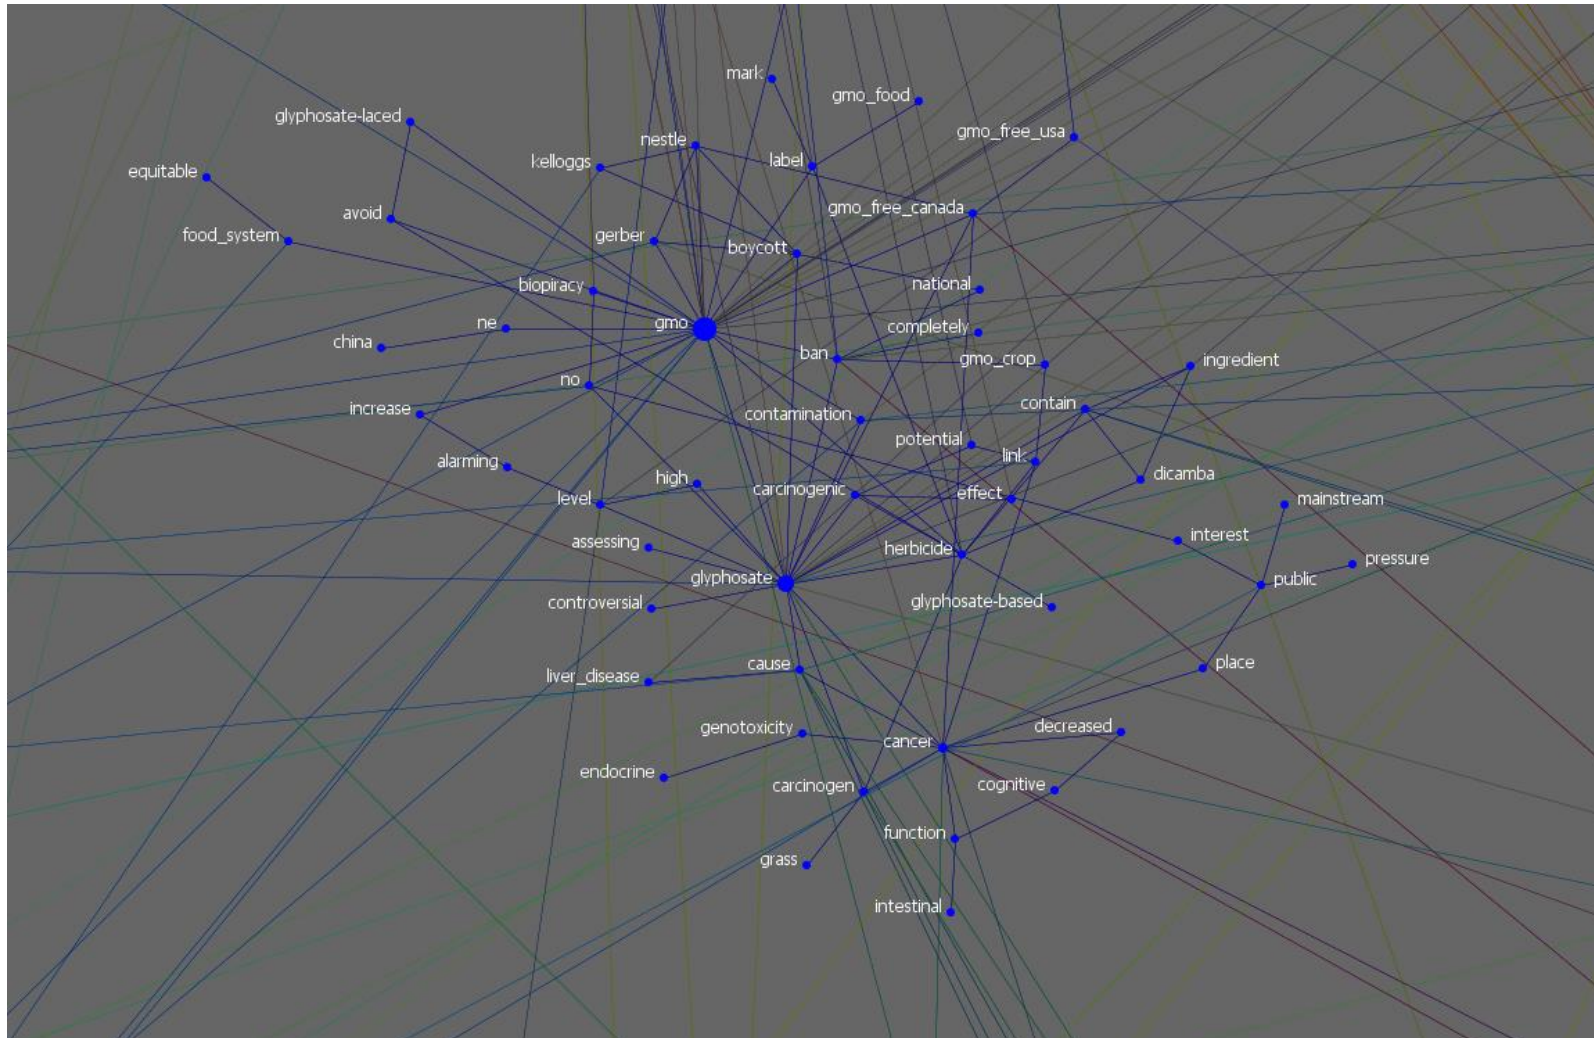 mark
gmo_food
glyphosate-laced
gmo_free_usa
nestle
kelloggs
label
equitable
gmo_free_canada
avoid
food_system
gerber
boycott
biopiracy
national
ne
gmo
completely
china
ban
gmo_crop
ingredient
no
increase
contamination
contain
potential
link
alarming
high
carcinogenic
effect
dicamba
level
mainstream
assessing
herbicide
interest
pressure
glyphosate
public
controversial
glyphosate-based
cause
liver_disease
place
genotoxicity
decreased
cancer
endocrine
carcinogen
cognitive
function
grass
intestinal